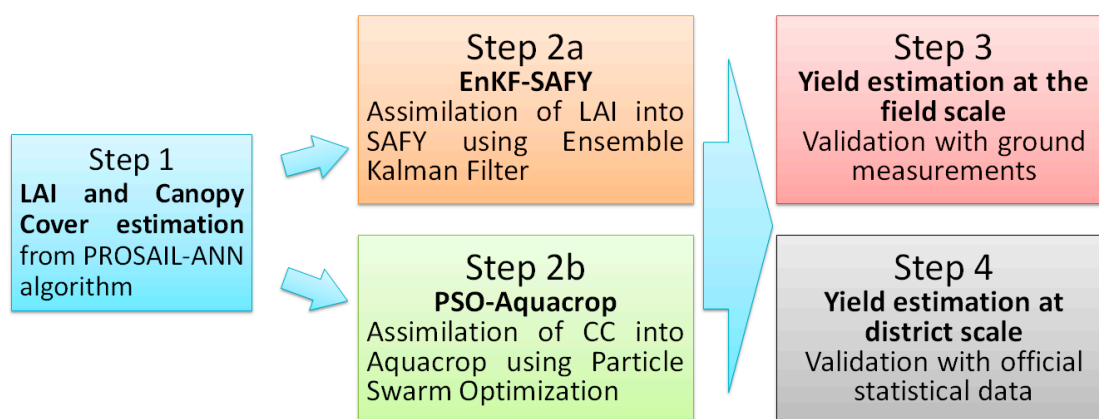 Step 1
LAI and Canopy
Cover estimation
from PROSAIL-ANN
algorithm
Step 2a
EnKF-SAFY
Assimilation of LAI into
SAFY using Ensemble
Kalman Filter
Step 2b
PSO-Aquacrop
Assimilation of CC into
Aquacrop using Particle
Swarm Optimization
Step 3
Yield estimation at the
field scale
Validation with ground
measurements
Step 4
Yield estimation at
district scale
Validation with official
statistical data